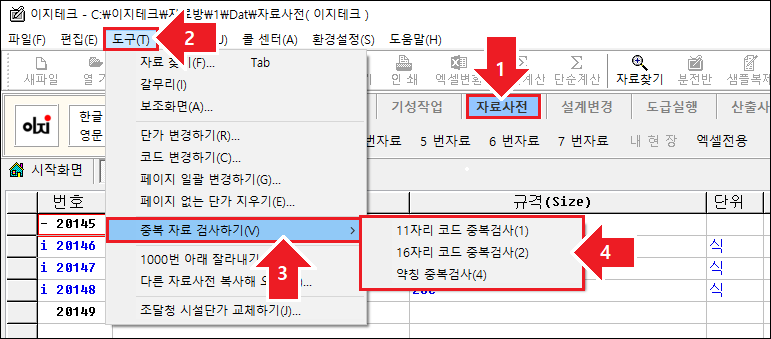 이지테크 - C:₩이지테크₩자료방₩1₩Dat₩자료사전( 이지테크 )
파일(F) 편집(E) 도구(T) 2 (U) 콜 센터(A) 환경설정(S) 도움말(H)
새파일 열 기 인 쇄 엑셀변환 단순계산 자료찾기 분전반 샘플복제
1
한글
영문
기성작업 자료사전 설계변경 도급실행 산출사
번자료 5 번자료 6 번자료 7 번자료 내 현 장 엑셀전용
시작화면
자료 찾기(F)... Tab
갈무리(I)
보조화면(A)...
단가 변경하기(R)...
코드 변경하기(C)...
페이지 일괄 변경하기(G)...
페이지 없는 단가 지우기(E)...
중복 자료 검사하기(V)
1000번 아래 잘라내기
다른 자료사전 복사해
조달청 시설단가 교체하기(J)...
3
11자리 코드 중복검사(1)
16자리 코드 중복검사(2)
약칭 중복검사(4)
4
번호 규격(Size) 단위
- 20145
i 20146 식
i 20147 식
i 20148 식
20149